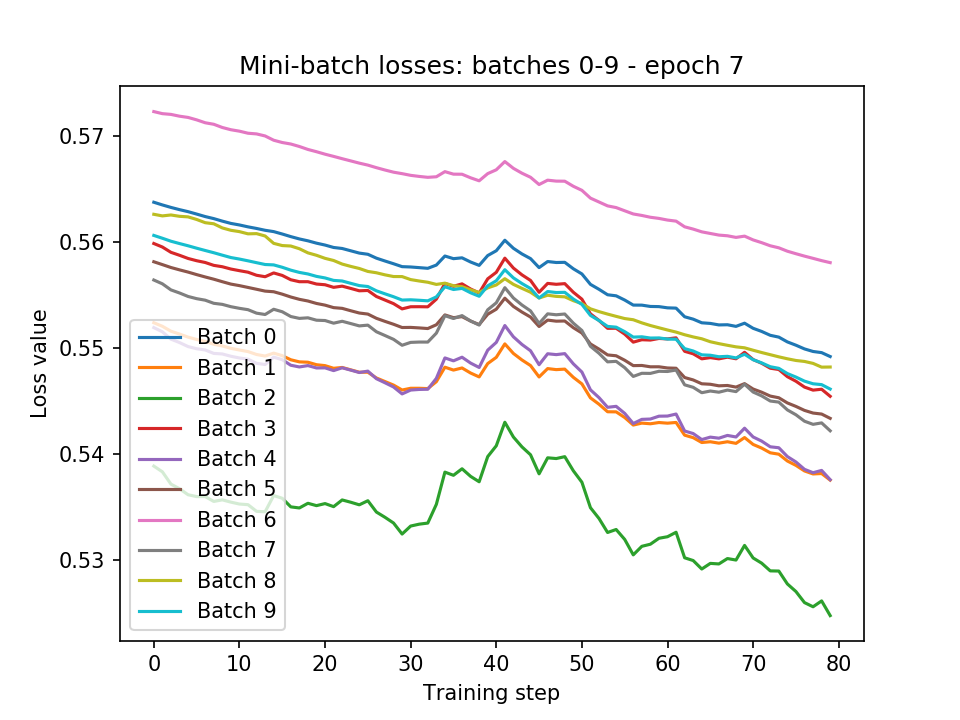 Mini-batch losses: batches 0-9 - epoch 7
Loss value
0.57
0.56
0.55
0.54
0.53
Batch 0
Batch 1
Batch 2
Batch 3
Batch 4
Batch 5
Batch 6
Batch 7
Batch 8
Batch 9
0 10 20 30 40 50 60 70 80
Training step